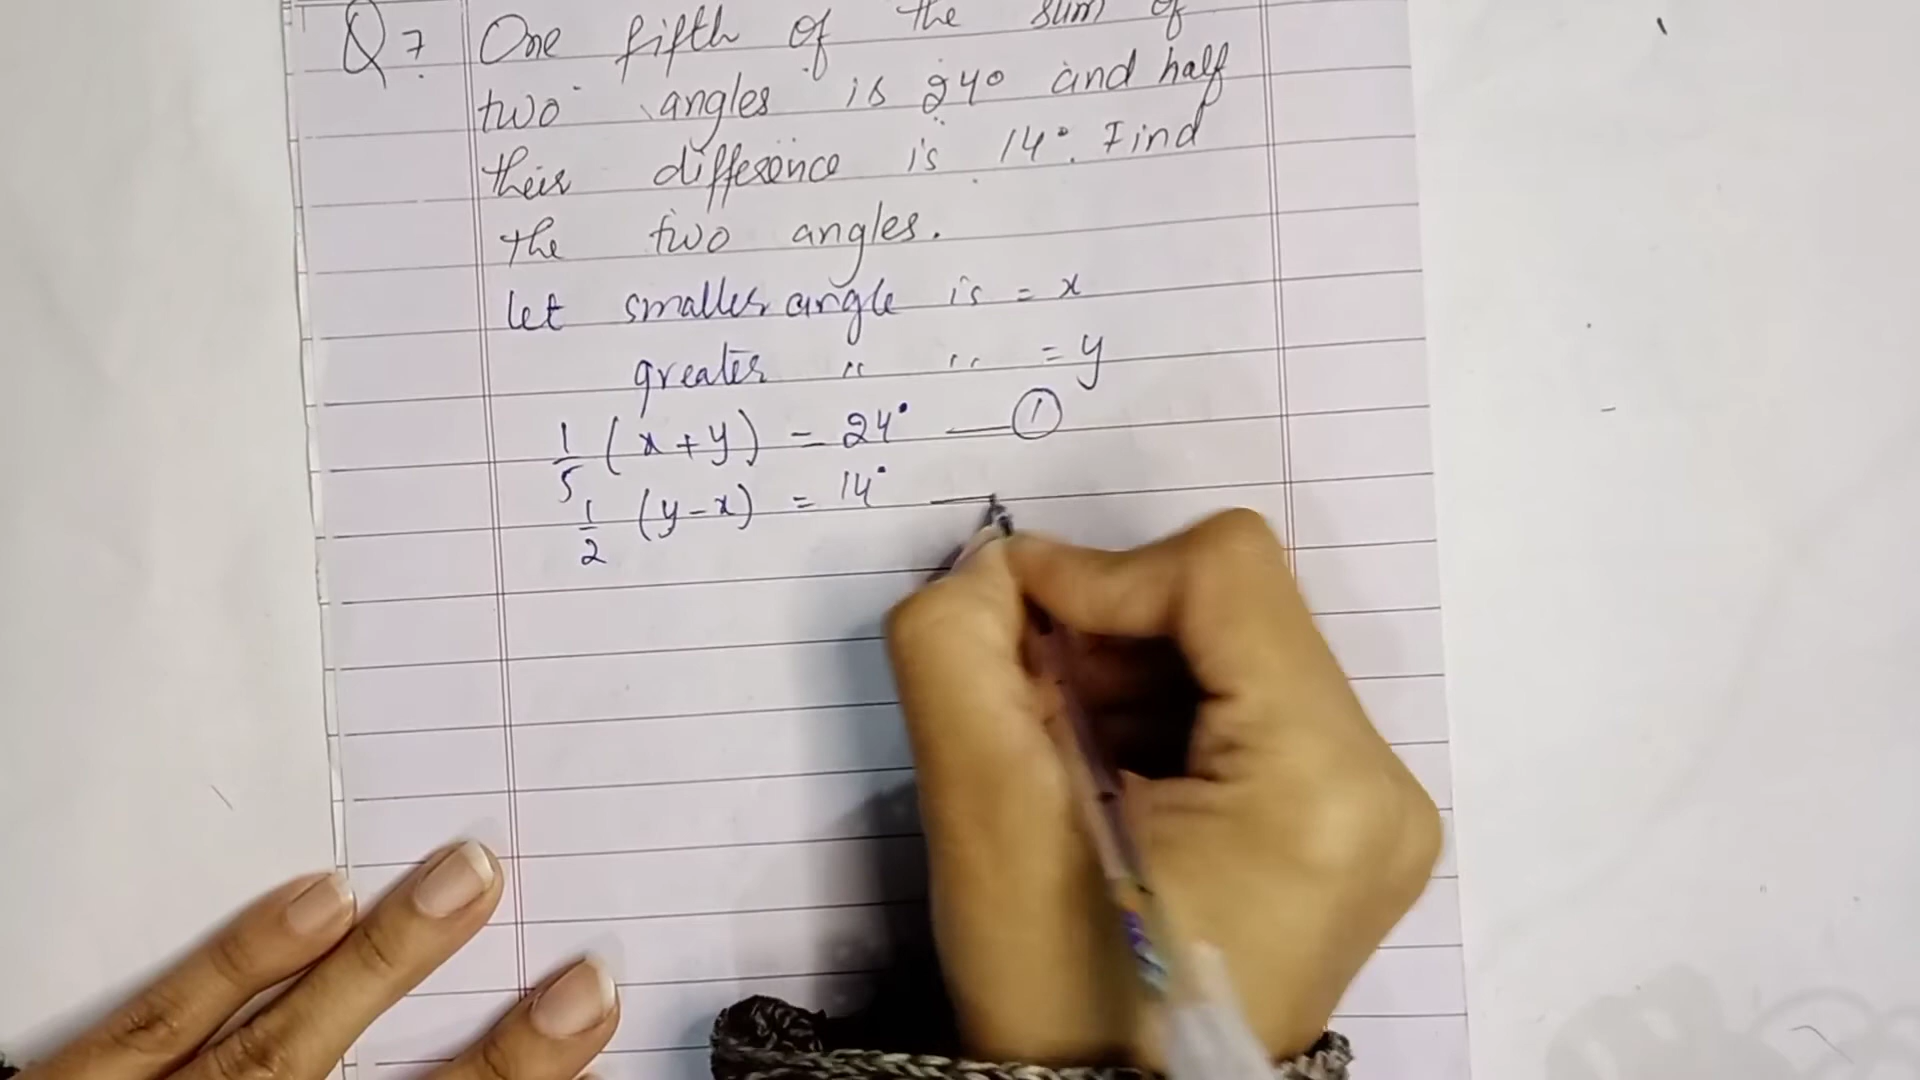 Q7. One fifth of the sum of
two angles is 24° and half
their difference is 14°. Find
the two angles.
let smaller angle is = x
greater " " = y
1/5 (x+y) = 24° — ①
1/2 (y-x) = 14° —